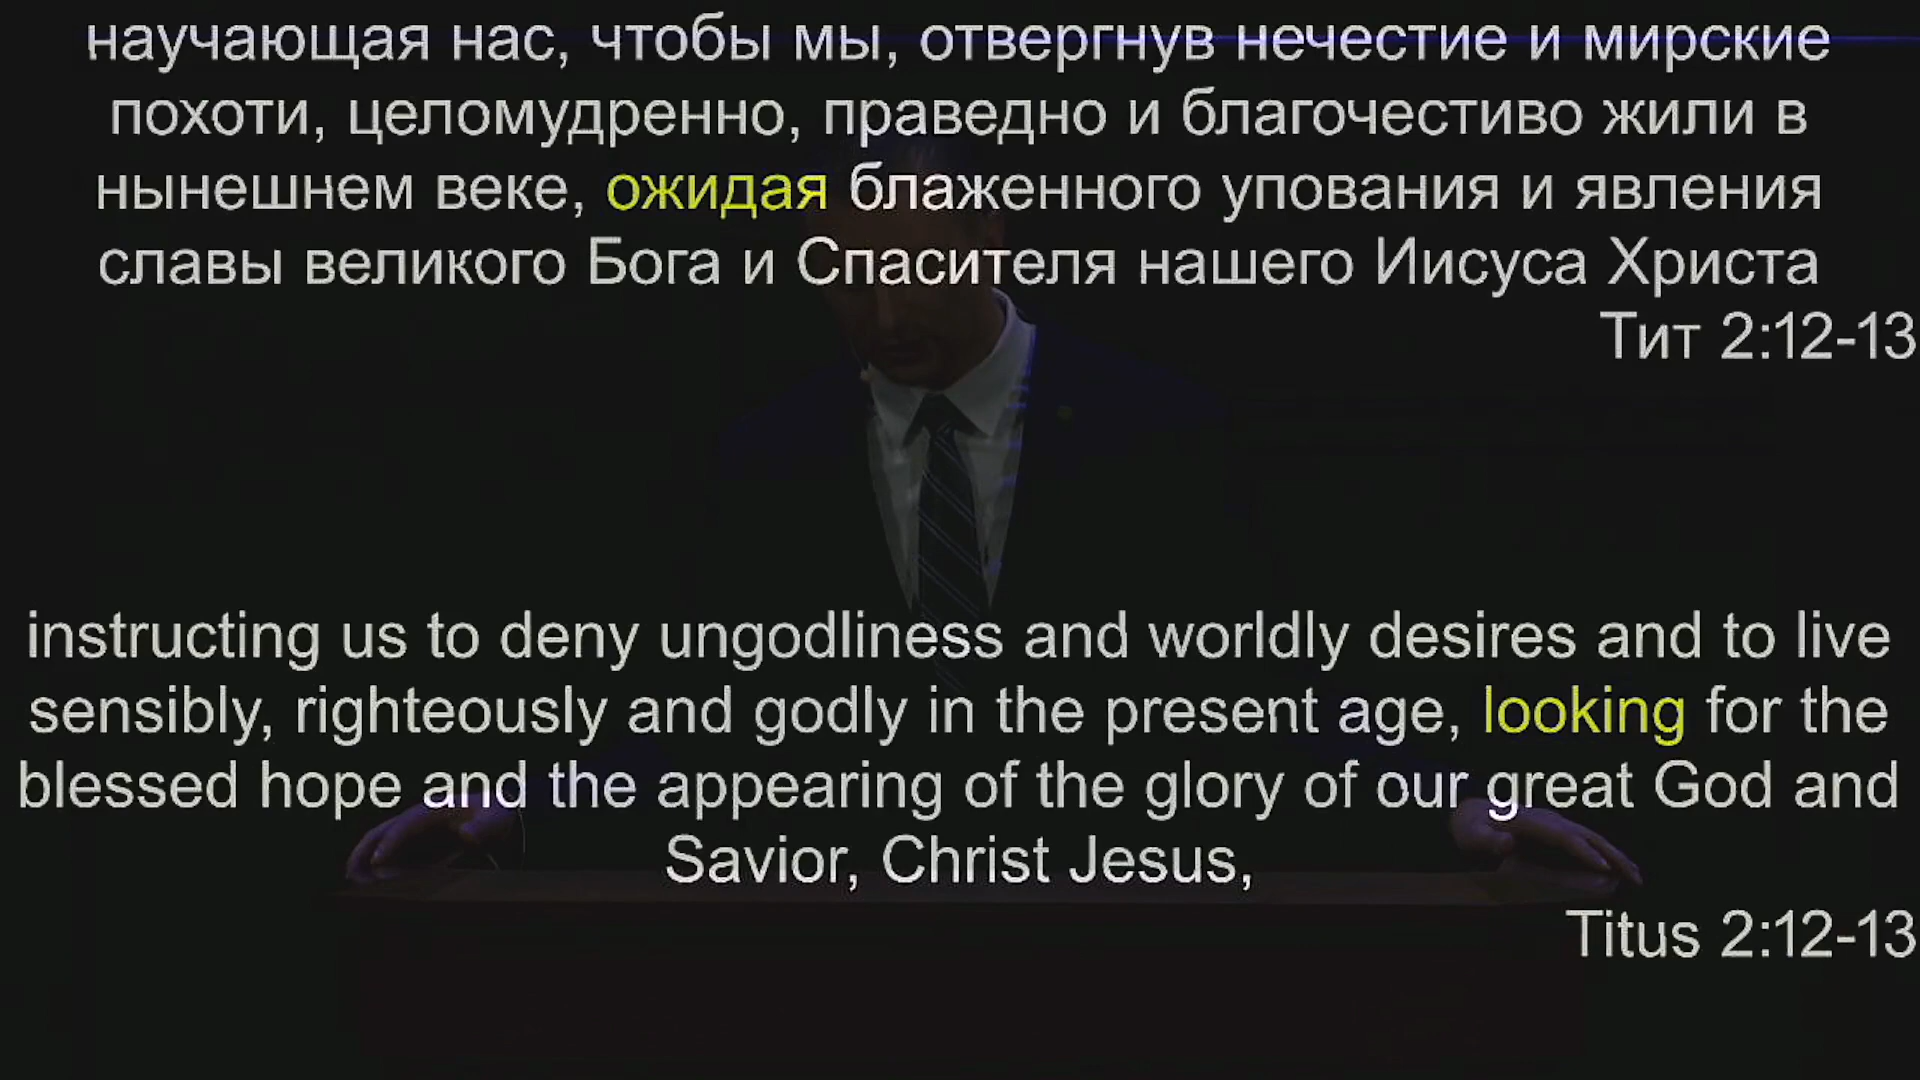 научающая нас, чтобы мы, отвергнув нечестие и мирские
похоти, целомудренно, праведно и благочестиво жили в
нынешнем веке, ожидая блаженного упования и явления
славы великого Бога и Спасителя нашего Иисуса Христа
Тит 2:12-13
instructing us to deny ungodliness and worldly desires and to live
sensibly, righteously and godly in the present age, looking for the
blessed hope and the appearing of the glory of our great God and
Savior, Christ Jesus,
Titus 2:12-13